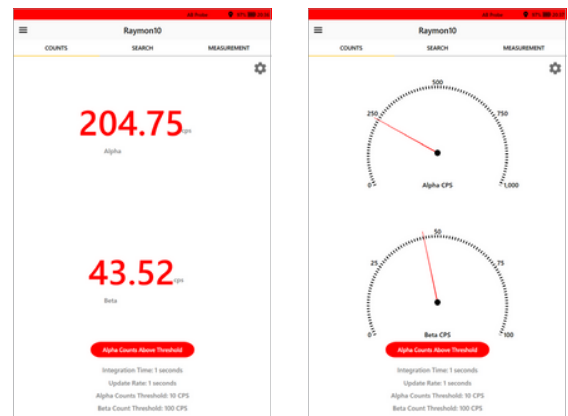 Raymon10
COUNTS SEARCH MEASUREMENT
204.75 cps
Alpha
43.52 cps
Beta
Alpha Counts Above Threshold
Integration Time: 1 seconds
Update Rate: 1 seconds
Alpha Counts Threshold: 10 CPS
Beta Count Threshold: 100 CPS
Raymon10
COUNTS SEARCH MEASUREMENT
500
250 750
0 Alpha CPS 1,000
50
25 75
0 Beta CPS 100
Alpha Counts Above Threshold
Integration Time: 1 seconds
Update Rate: 1 seconds
Alpha Counts Threshold: 10 CPS
Beta Count Threshold: 100 CPS